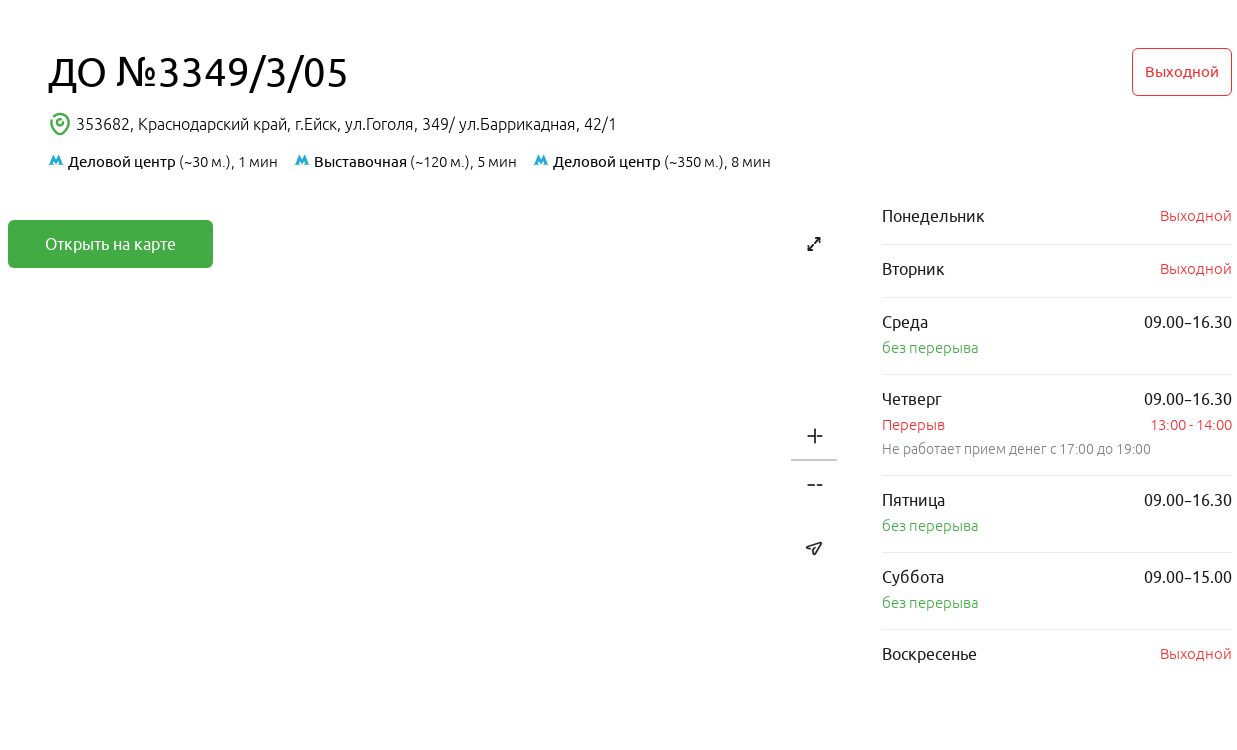 ДО №3349/3/05
Выходной
353682, Краснодарский край, г.Ейск, ул.Гоголя, 349/ ул.Баррикадная, 42/1
Деловой центр (~30 м.), 1 мин Выставочная (~120 м.), 5 мин Деловой центр (~350 м.), 8 мин
Открыть на карте
Понедельник Выходной
Вторник Выходной
Среда 09.00–16.30
без перерыва
Четверг 09.00–16.30
Перерыв 13:00 - 14:00
Не работает прием денег с 17:00 до 19:00
Пятница 09.00–16.30
без перерыва
Суббота 09.00–15.00
без перерыва
Воскресенье Выходной